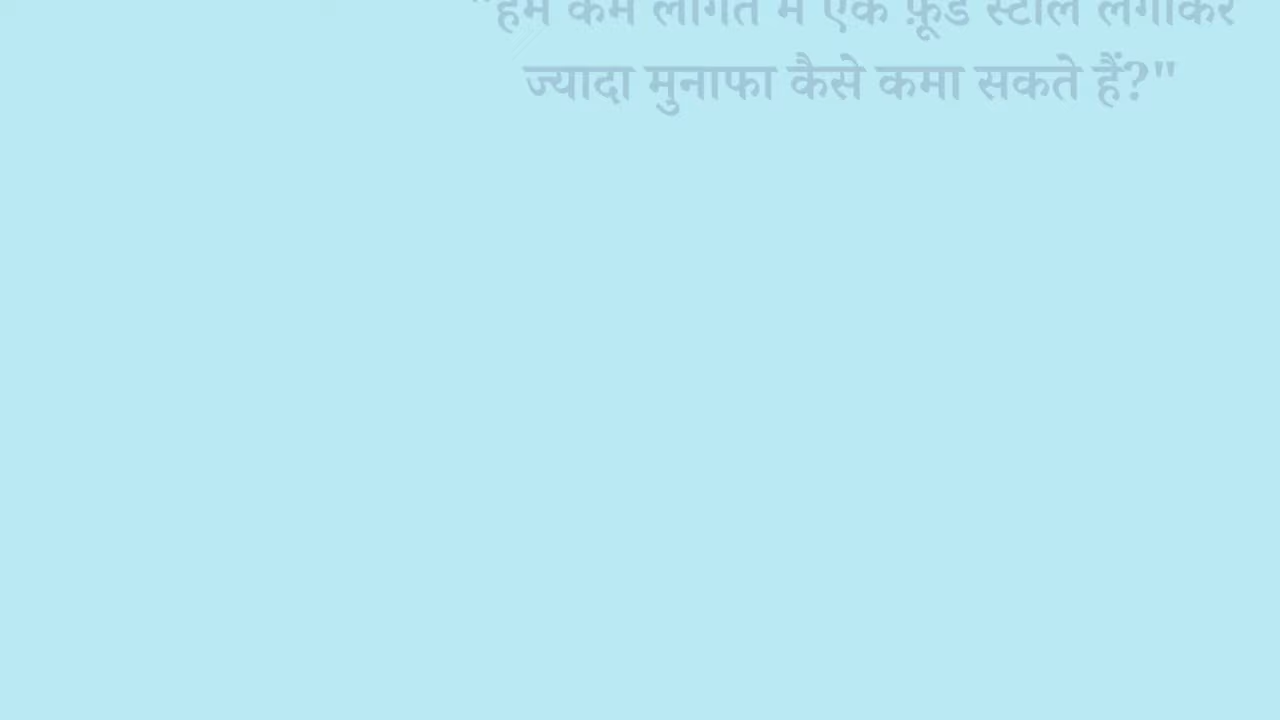 "हम कम लागत में एक फ़ूड स्टॉल लगाकर
ज्यादा मुनाफा कैसे कमा सकते हैं?"